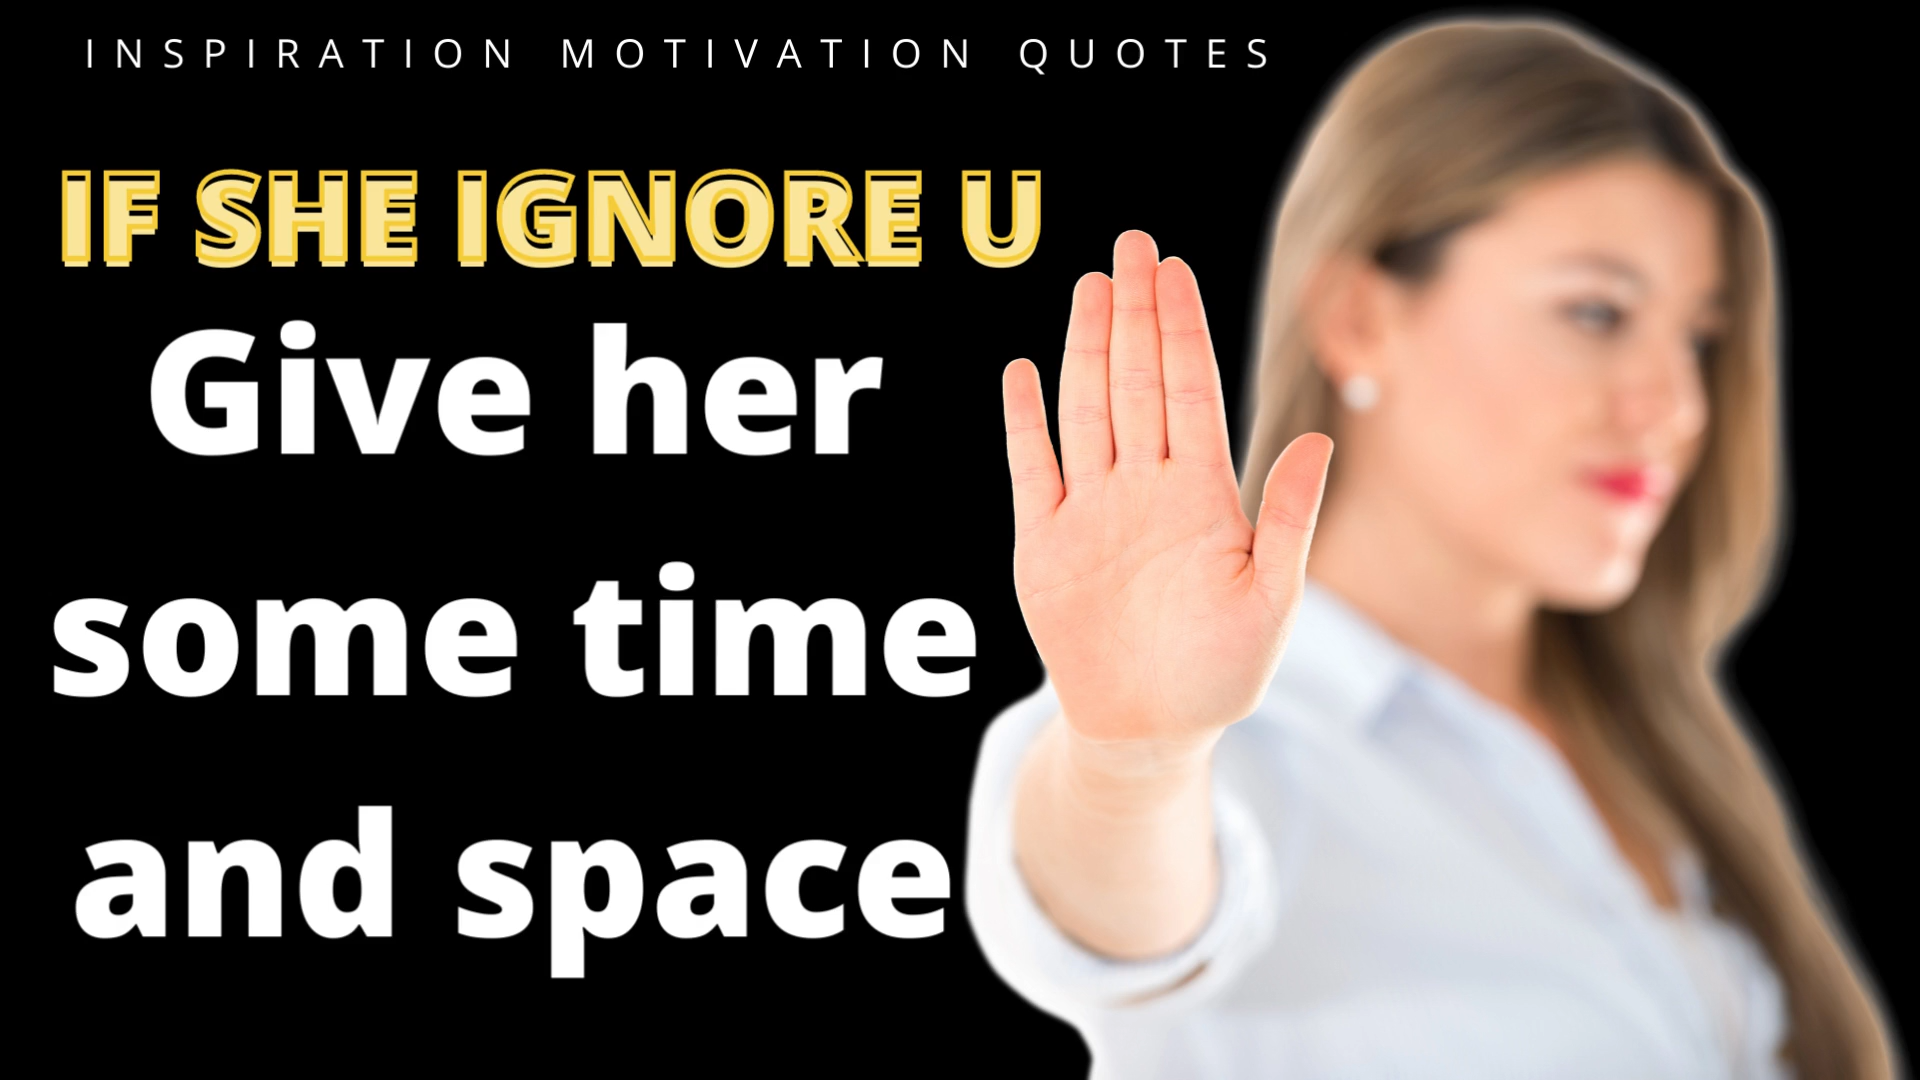 INSPIRATION MOTIVATION QUOTES
IF SHE IGNORE U
Give her
some time
and space